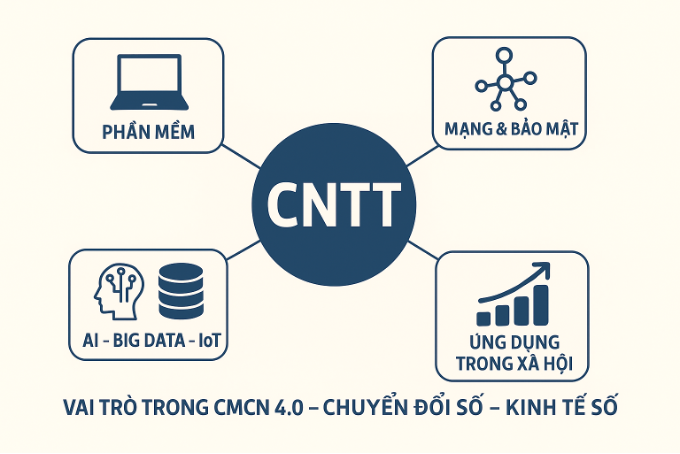 PHẦN MỀM
MẠNG & BẢO MẬT
CNTT
AI - BIG DATA - IoT
ỨNG DỤNG
TRONG XÃ HỘI
VAI TRÒ TRONG CMCN 4.0 – CHUYỂN ĐỔI SỐ – KINH TẾ SỐ